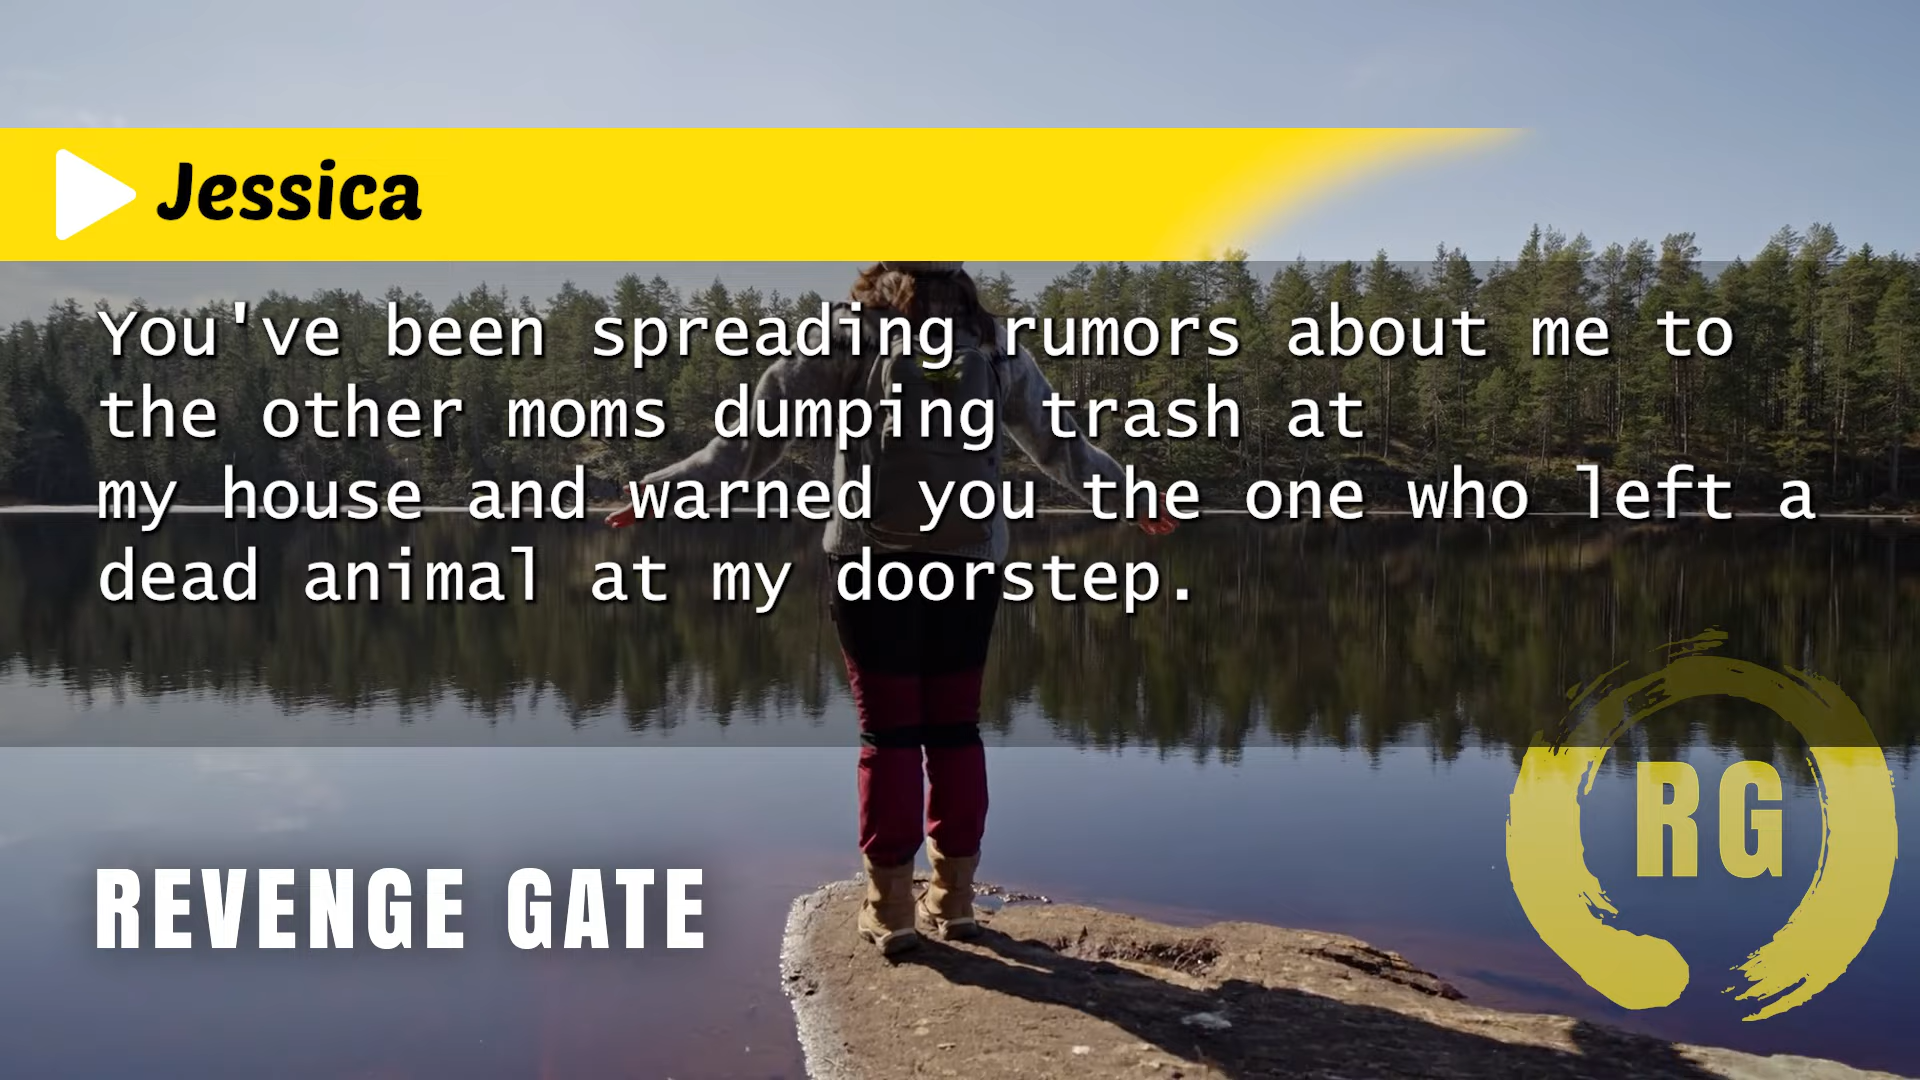 Jessica
You've been spreading rumors about me to
the other moms dumping trash at
my house and warned you the one who left a
dead animal at my doorstep.
RG
REVENGE GATE